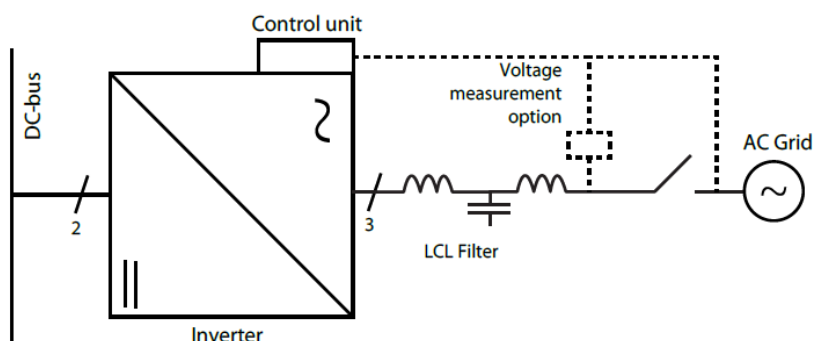 Control unit
DC-bus
Voltage
measurement
option
AC Grid
2
3
LCL Filter
Inverter